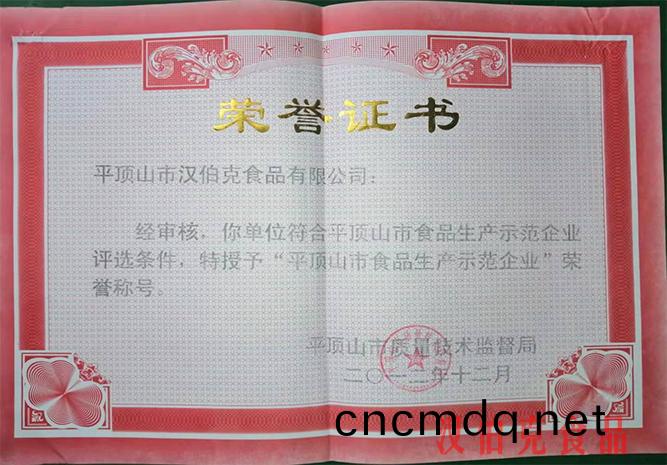 荣誉证书
平顶山市汉伯克食品有限公司：
经审核，你单位符合平顶山市食品生产示范企业
评选条件，特授予“平顶山市食品生产示范企业”荣
誉称号。
平顶山市质量技术监督局
二〇一二年十二月
cncmdq.net
汉伯克食品